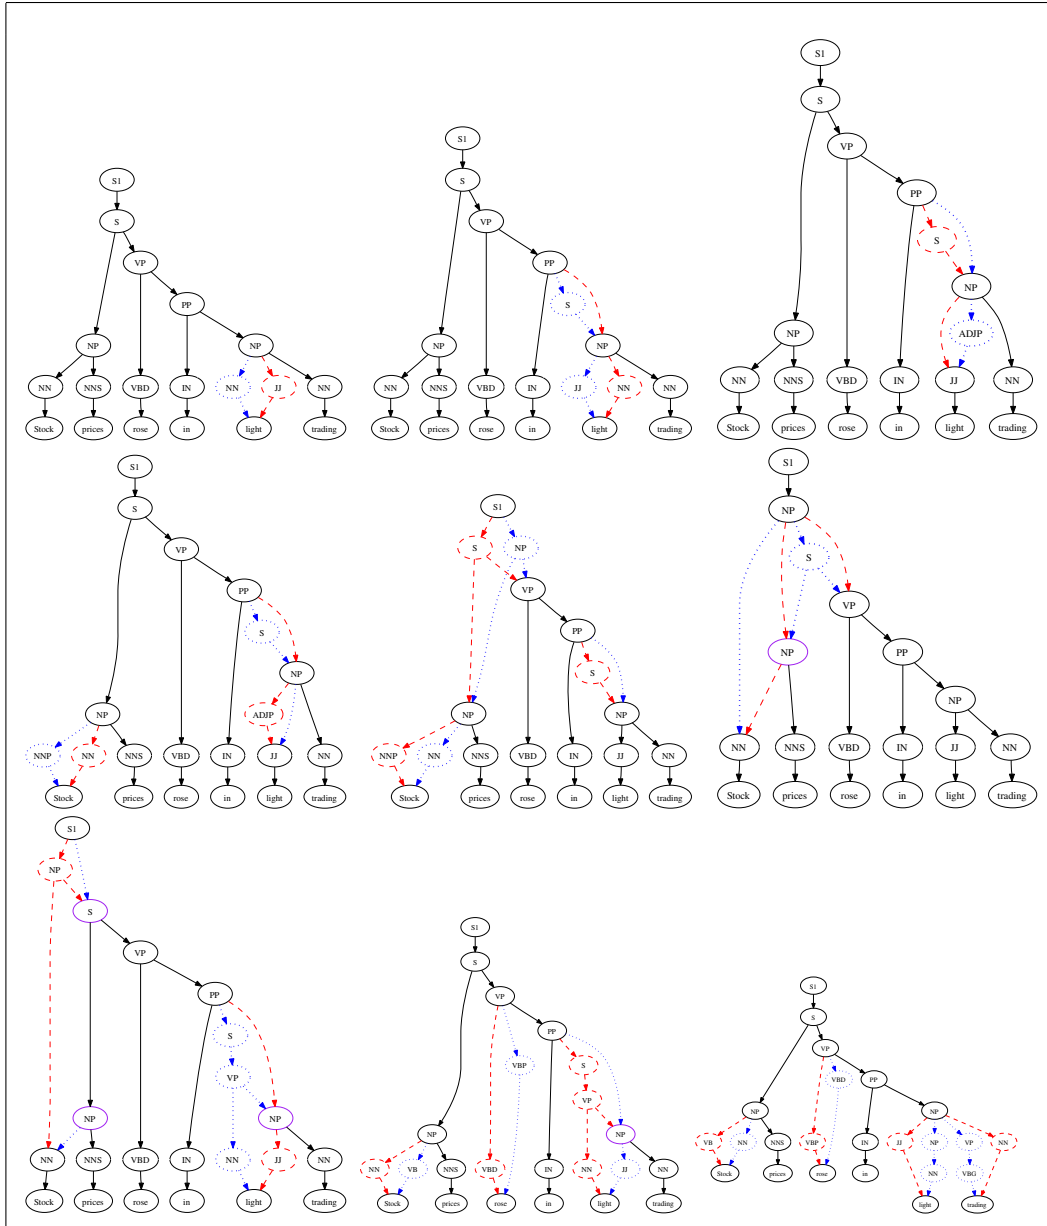 S1
S
VP
PP
NP NP
NN NNS VBD IN NN JJ NN
Stock prices rose in light trading
S1
S
VP
PP
S
NP NP
NN NNS VBD IN JJ NN NN
Stock prices rose in light trading
S1
S
VP
PP
S
NP
NP ADJP
NN NNS VBD IN JJ NN
Stock prices rose in light trading
S1
S
VP
PP
S
NP
NP ADJP
NNP NN NNS VBD IN JJ NN
Stock prices rose in light trading
S1
S NP
VP
PP
S
NP NP
NNP NN NNS VBD IN JJ NN
Stock prices rose in light trading
S1
NP
S
VP
NP PP
NP
NN NNS VBD IN JJ NN
Stock prices rose in light trading
S1
NP
S
VP
PP
S
VP
NP NP
NN NNS VBD IN NN JJ NN
Stock prices rose in light trading
S1
S
VP
PP
VBP S
VP
NP NP
NN VB NNS VBD IN NN JJ NN
Stock prices rose in light trading
S1
S
VP
VBD PP
NP NP
VB NN NNS VBP IN JJ NP VP NN
Stock prices rose in NN VBG
light trading